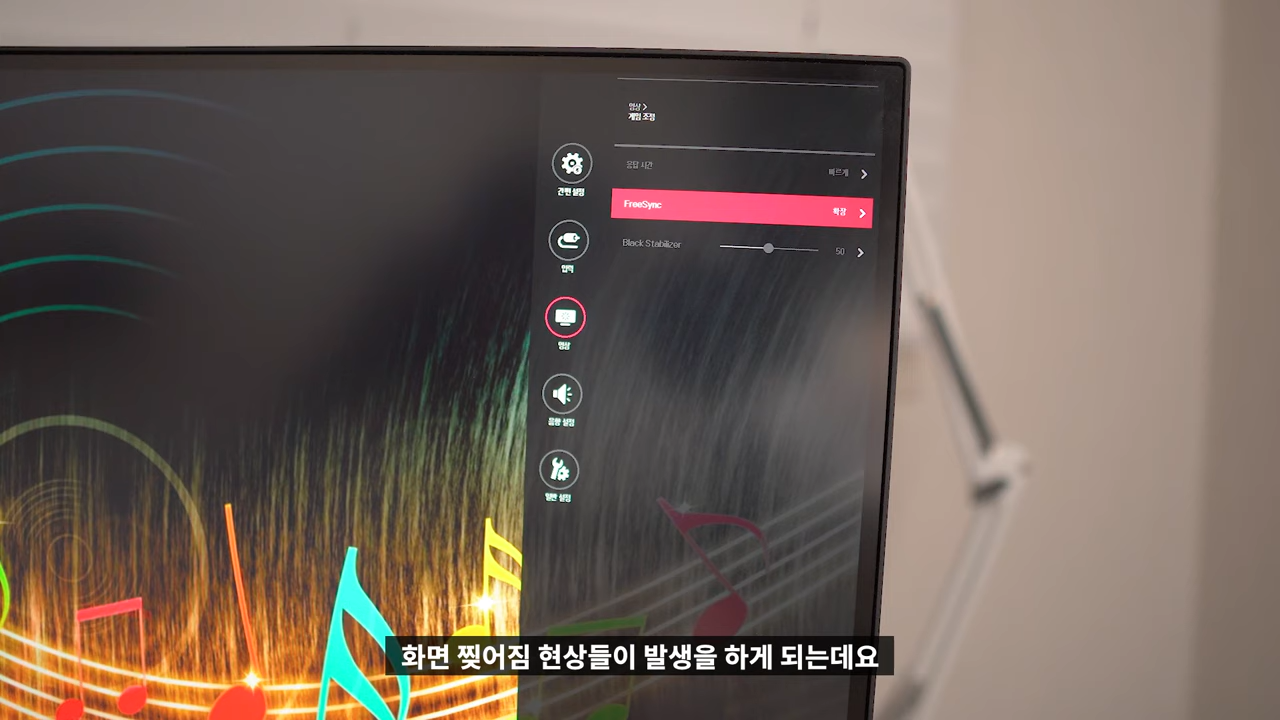 영상 >
게임 조정
응답 시간
빠르게
FreeSync
확장
Black Stabilizer
50
간편 설정
입력
영상
음향 설정
일반 설정
화면 찢어짐 현상들이 발생을 하게 되는데요